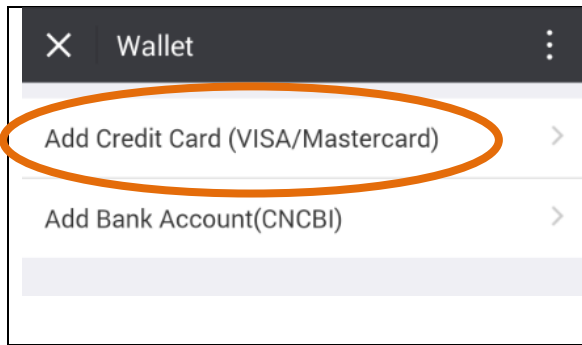 Wallet
Add Credit Card (VISA/Mastercard)
Add Bank Account(CNCBI)